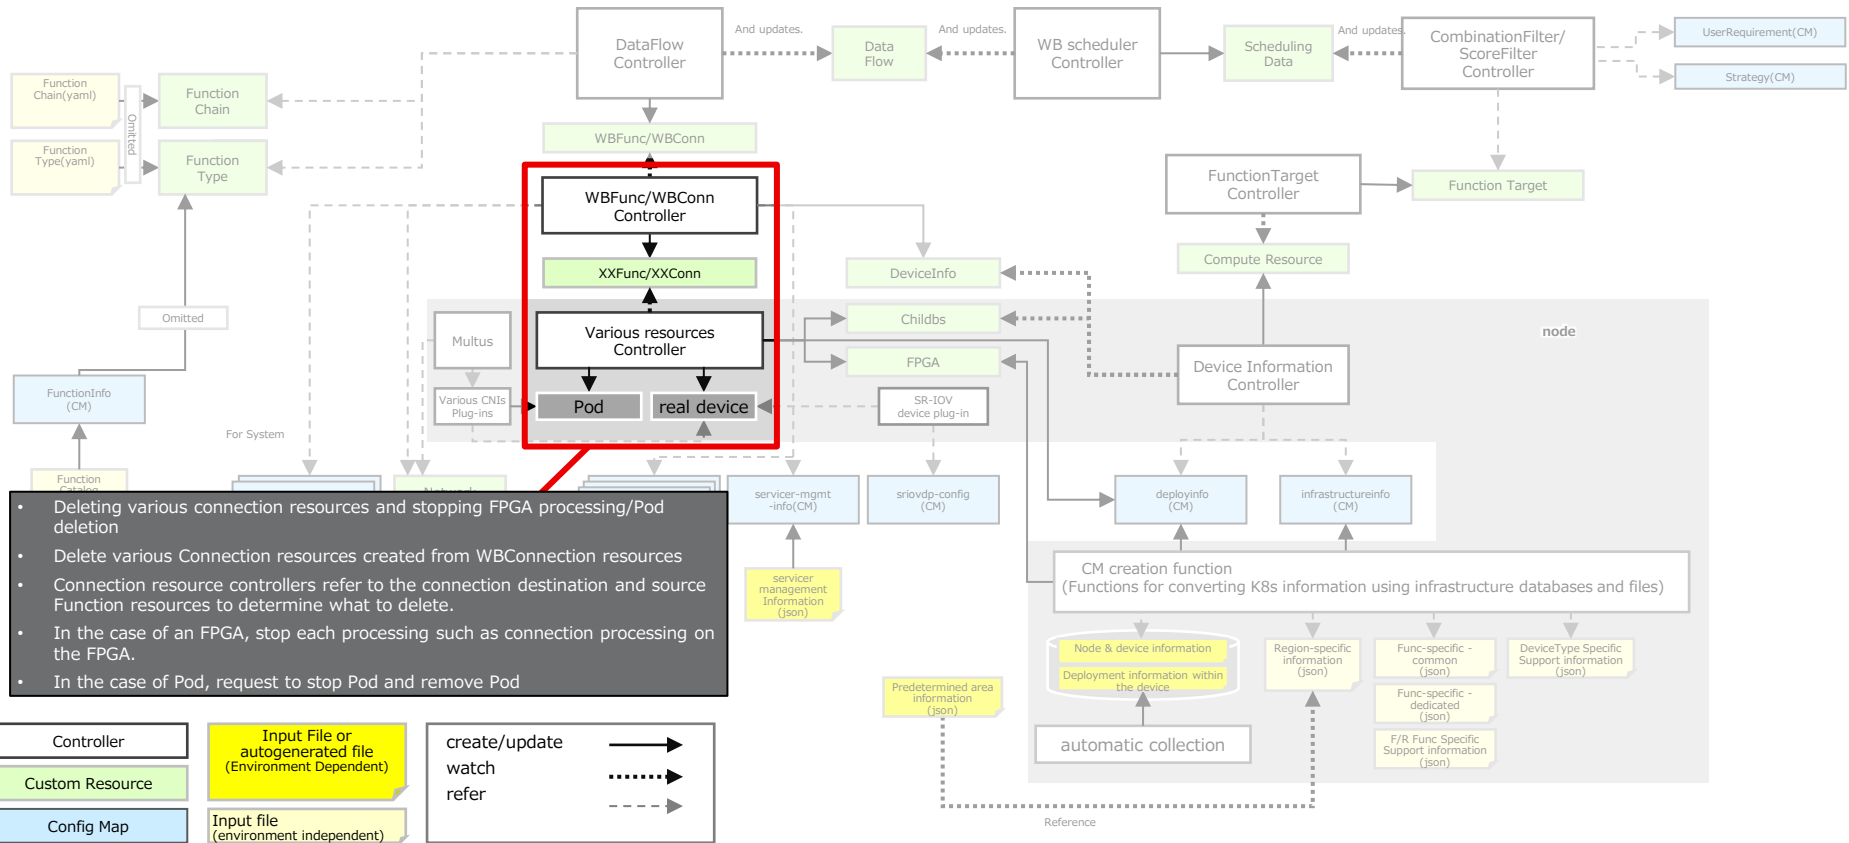 DataFlow
Controller
And updates.
Data
Flow
And updates.
WB scheduler
Controller
Scheduling
Data
And updates.
CombinationFilter/
ScoreFilter
Controller
UserRequirement(CM)
Strategy(CM)
Function
Chain(yaml)
Function
Type(yaml)
Omitted
Function
Chain
Function
Type
WBFunc/WBConn
WBFunc/WBConn
Controller
XXFunc/XXConn
Various resources
Controller
Pod
real device
Multus
Various CNIs
Plug-ins
DeviceInfo
Childbs
FPGA
SR-IOV
device plug-in
FunctionTarget
Controller
Function Target
Compute Resource
node
Device Information
Controller
Omitted
FunctionInfo
(CM)
For System
Function
Catalog
Network
servicer-mgmt
-info(CM)
sriovdp-config
(CM)
deployinfo
(CM)
infrastructureinfo
(CM)
• Deleting various connection resources and stopping FPGA processing/Pod
deletion
• Delete various Connection resources created from WBConnection resources
• Connection resource controllers refer to the connection destination and source
Function resources to determine what to delete.
• In the case of an FPGA, stop each processing such as connection processing on
the FPGA.
• In the case of Pod, request to stop Pod and remove Pod
servicer
management
Information
(json)
CM creation function
(Functions for converting K8s information using infrastructure databases and files)
Node & device information
Deployment information within
the device
Region-specific
information
(json)
Func-specific -
common
(json)
DeviceType Specific
Support information
(json)
Func-specific -
dedicated
(json)
F/R Func Specific
Support information
(json)
Predetermined area
information
(json)
automatic collection
Reference
Controller
Custom Resource
Config Map
Input File or
autogenerated file
(Environment Dependent)
Input file
(environment independent)
create/update
watch
refer